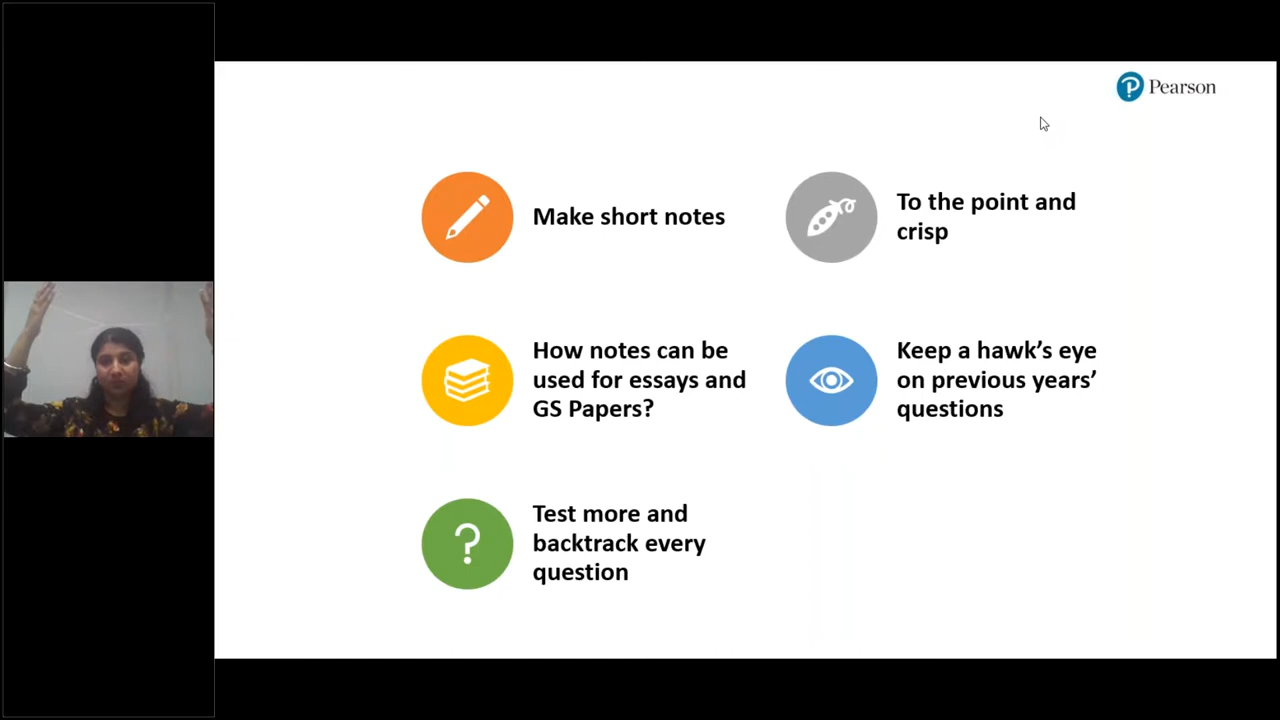 Pearson
Make short notes
To the point and
crisp
How notes can be
used for essays and
GS Papers?
Keep a hawk’s eye
on previous years’
questions
Test more and
backtrack every
question